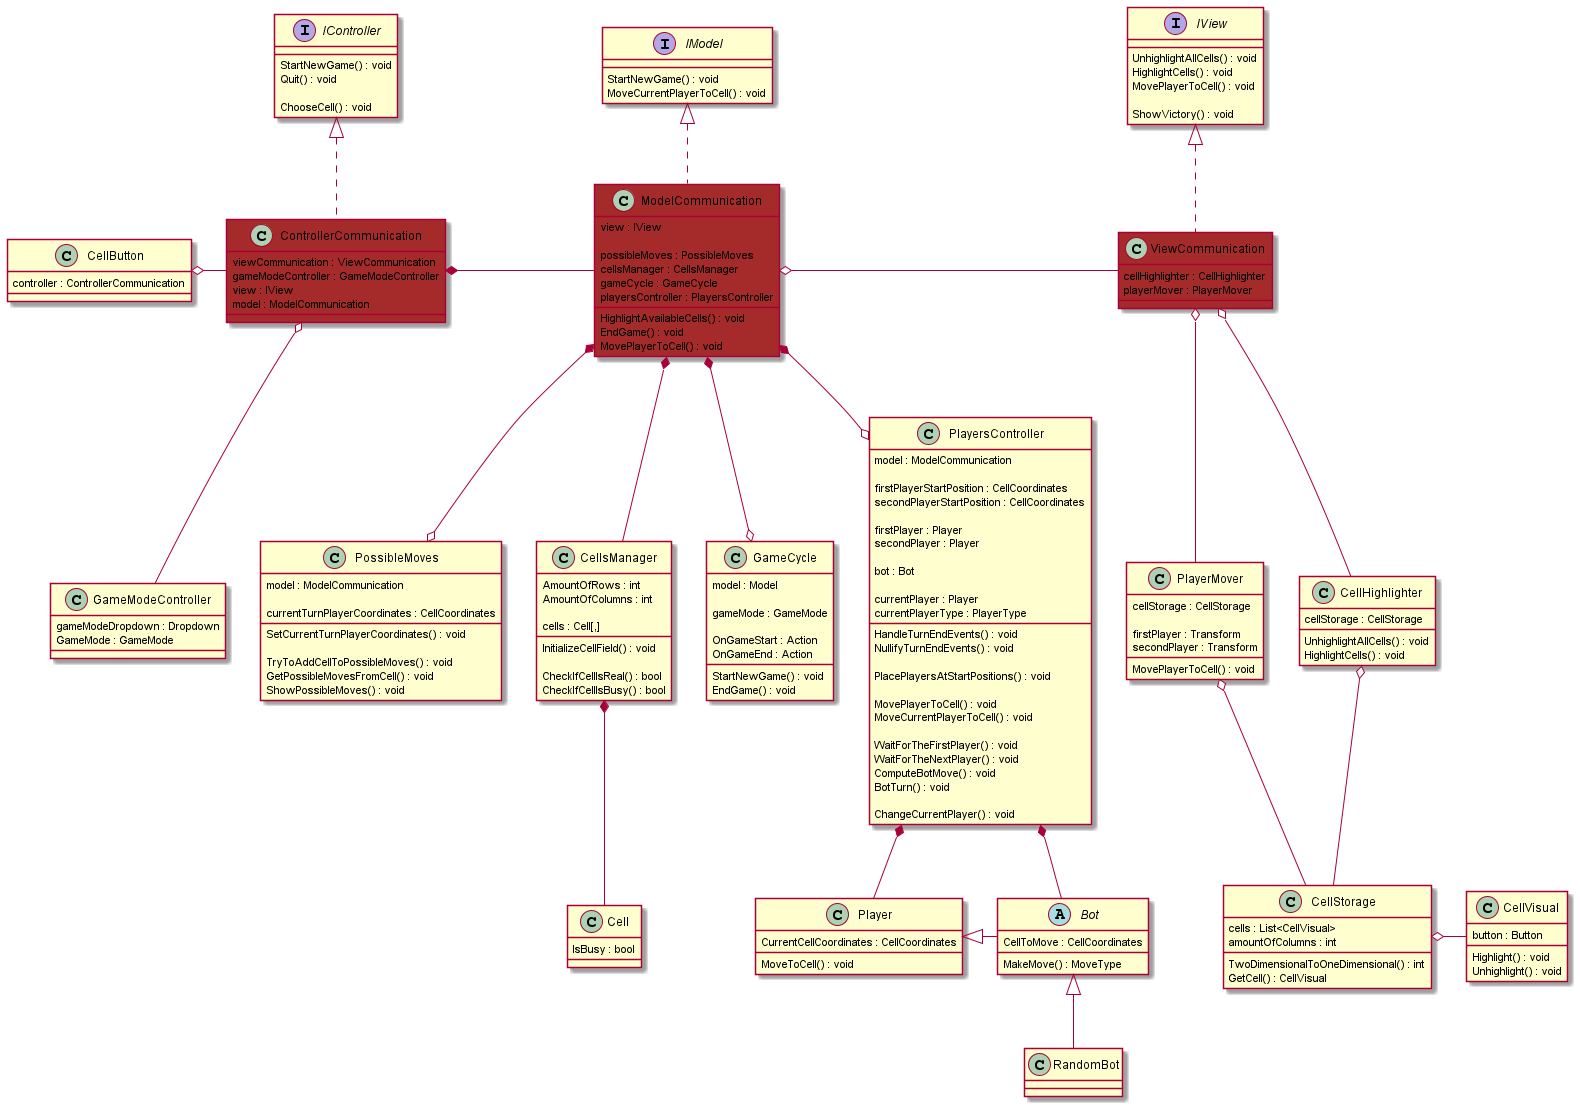 I IController
StartNewGame() : void
Quit() : void
ChooseCell() : void
I IModel
StartNewGame() : void
MoveCurrentPlayerToCell() : void
I IView
UnhighlightAllCells() : void
HighlightCells() : void
MovePlayerToCell() : void
ShowVictory() : void
C CellButton
controller : ControllerCommunication
C ControllerCommunication
viewCommunication : ViewCommunication
gameModeController : GameModeController
view : IView
model : ModelCommunication
C ModelCommunication
view : IView
possibleMoves : PossibleMoves
cellsManager : CellsManager
gameCycle : GameCycle
playersController : PlayersController
HighlightAvailableCells() : void
EndGame() : void
MovePlayerToCell() : void
C ViewCommunication
cellHighlighter : CellHighlighter
playerMover : PlayerMover
C GameModeController
gameModeDropdown : Dropdown
GameMode : GameMode
C PossibleMoves
model : ModelCommunication
currentTurnPlayerCoordinates : CellCoordinates
SetCurrentTurnPlayerCoordinates() : void
TryToAddCellToPossibleMoves() : void
GetPossibleMovesFromCell() : void
ShowPossibleMoves() : void
C CellsManager
AmountOfRows : int
AmountOfColumns : int
cells : Cell[,]
InitializeCellField() : void
CheckIfCellIsReal() : bool
CheckIfCellIsBusy() : bool
C GameCycle
model : Model
gameMode : GameMode
OnGameStart : Action
OnGameEnd : Action
StartNewGame() : void
EndGame() : void
C PlayersController
model : ModelCommunication
firstPlayerStartPosition : CellCoordinates
secondPlayerStartPosition : CellCoordinates
firstPlayer : Player
secondPlayer : Player
bot : Bot
currentPlayer : Player
currentPlayerType : PlayerType
HandleTurnEndEvents() : void
NullifyTurnEndEvents() : void
PlacePlayersAtStartPositions() : void
MovePlayerToCell() : void
MoveCurrentPlayerToCell() : void
WaitForTheFirstPlayer() : void
WaitForTheNextPlayer() : void
ComputeBotMove() : void
BotTurn() : void
ChangeCurrentPlayer() : void
C PlayerMover
cellStorage : CellStorage
firstPlayer : Transform
secondPlayer : Transform
MovePlayerToCell() : void
C CellHighlighter
cellStorage : CellStorage
UnhighlightAllCells() : void
HighlightCells() : void
C Cell
IsBusy : bool
C Player
CurrentCellCoordinates : CellCoordinates
MoveToCell() : void
A Bot
CellToMove : CellCoordinates
MakeMove() : MoveType
C CellStorage
cells : List<CellVisual>
amountOfColumns : int
TwoDimensionalToOneDimensional() : int
GetCell() : CellVisual
C CellVisual
button : Button
Highlight() : void
Unhighlight() : void
C RandomBot